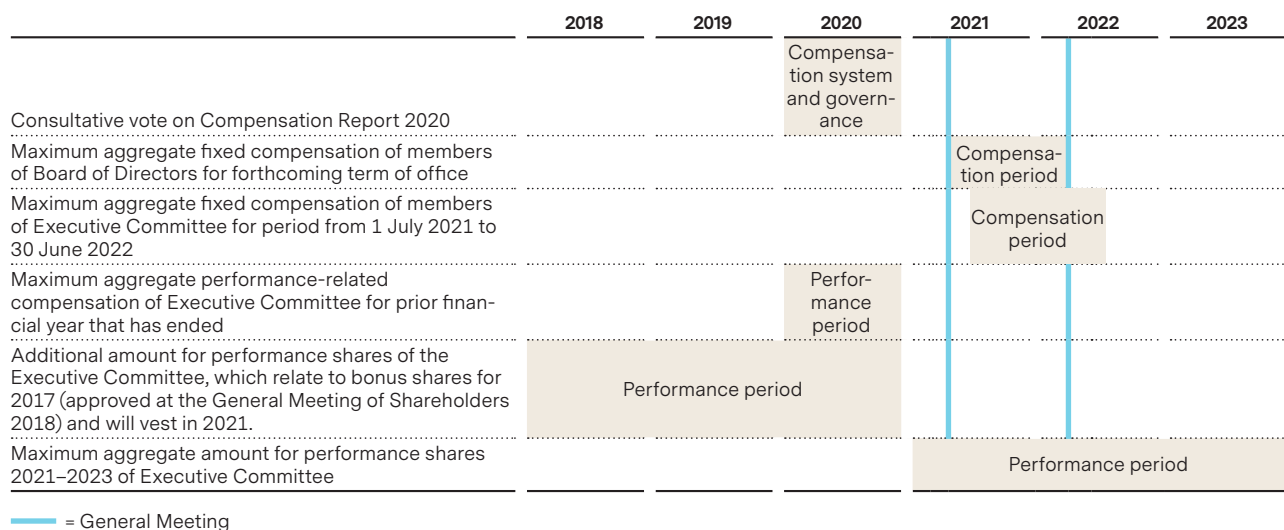 2018 2019 2020 2021 2022 2023
Compensa-
tion system
and govern-
ance
Consultative vote on Compensation Report 2020
Maximum aggregate fixed compensation of members
of Board of Directors for forthcoming term of office
Compensa-
tion period
Maximum aggregate fixed compensation of members
of Executive Committee for period from 1 July 2021 to
30 June 2022
Compensation
period
Maximum aggregate performance-related
compensation of Executive Committee for prior finan-
cial year that has ended
Perfor-
mance
period
Additional amount for performance shares of the
Executive Committee, which relate to bonus shares for
2017 (approved at the General Meeting of Shareholders
2018) and will vest in 2021.
Performance period
Maximum aggregate amount for performance shares
2021–2023 of Executive Committee
Performance period
= General Meeting